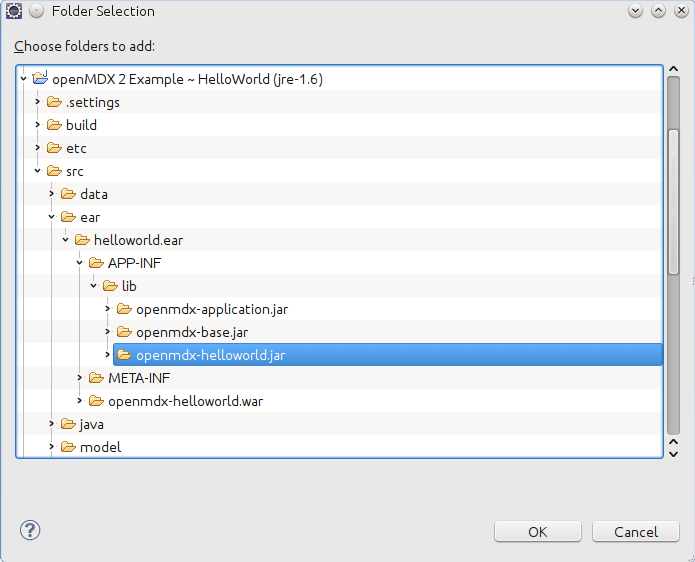 Folder Selection
Choose folders to add:
openMDX 2 Example ~ HelloWorld (jre-1.6)
.settings
build
etc
src
data
ear
helloworld.ear
APP-INF
lib
openmdx-application.jar
openmdx-base.jar
openmdx-helloworld.jar
META-INF
openmdx-helloworld.war
java
model
? OK Cancel